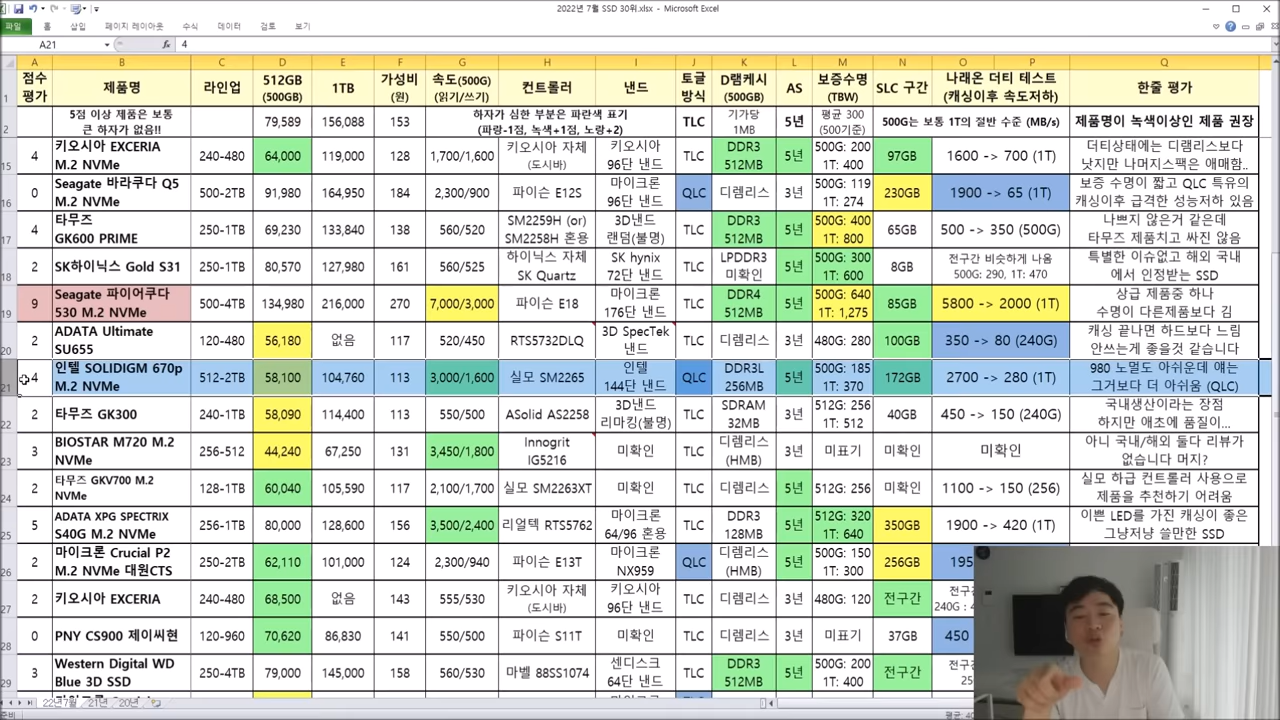 2022년 7월 SSD 30위.xlsx - Microsoft Excel
파일 홈 삽입 페이지 레이아웃 수식 데이터 검토 보기
A21 fx 4
A B C D E F G H I J K L M N O P Q
1 점수 평가 제품명 라인업 512GB (500GB) 1TB 가성비 (원) 속도(500G) (읽기/쓰기) 컨트롤러 낸드 토글 방식 D램캐시 (500GB) AS 보증수명 (TBW) SLC 구간 나래온 더티 테스트 (캐싱이후 속도저하) 한줄 평가
2 5점 이상 제품은 보통 큰 하자가 없음!! 79,589 156,088 153 하자가 심한 부분은 파란색 표기 (파랑-1점, 녹색+1점, 노랑+2) TLC 기가당 1MB 5년 평균 300 (500기준) 500G는 보통 1T의 절반 수준 (MB/s) 제품명이 녹색이상인 제품 권장
15 4 키오시아 EXCERIA M.2 NVMe 240-480 64,000 119,000 128 1,700/1,600 키오시아 자체 (도시바) 키오시아 96단 낸드 TLC DDR3 512MB 5년 500G: 200 1T: 400 97GB 1600 -> 700 (1T) 더티상태에는 디램리스보다 낫지만 나머지스팩은 애매함..
16 0 Seagate 바라쿠다 Q5 M.2 NVMe 500-2TB 91,980 164,950 184 2,300/900 파이슨 E12S 마이크론 96단 낸드 QLC 디렘리스 3년 500G: 119 1T: 274 230GB 1900 -> 65 (1T) 보증 수명이 짧고 QLC 특유의 캐싱이후 급격한 성능저하 있음
17 4 타무즈 GK600 PRIME 250-1TB 69,230 133,840 138 560/520 SM2259H (or) SM2258H 혼용 3D낸드 랜덤(불명) TLC DDR3 512MB 5년 500G: 400 1T: 800 65GB 500 -> 350 (500G) 나쁘지 않은거 같은데 타무즈 제품치고 싸진 않음
18 2 SK하이닉스 Gold S31 250-1TB 80,570 127,980 161 560/525 하이닉스 자체 SK Quartz SK hynix 72단 낸드 TLC LPDDR3 미확인 5년 500G: 300 1T: 600 8GB 전구간 비슷하게 나옴 500G: 290, 1T: 470 특별한 이슈없고 해외 국내에서 인정받는 SSD
19 9 Seagate 파이어쿠다 530 M.2 NVMe 500-4TB 134,980 216,000 270 7,000/3,000 파이슨 E18 마이크론 176단 낸드 TLC DDR4 512MB 5년 500G: 640 1T: 1,275 85GB 5800 -> 2000 (1T) 상급 제품중 하나 수명이 다른제품보다 김
20 2 ADATA Ultimate SU655 120-480 56,180 없음 117 520/450 RTS5732DLQ 3D SpecTek 낸드 TLC 디램리스 3년 480G: 280 100GB 350 -> 80 (240G) 캐싱 끝나면 하드보다 느림 안쓰는게 좋을것 같습니다
21 4 인텔 SOLIDIGM 670p M.2 NVMe 512-2TB 58,100 104,760 113 3,000/1,600 실모 SM2265 인텔 144단 낸드 QLC DDR3L 256MB 5년 500G: 185 1T: 370 172GB 2700 -> 280 (1T) 980 노멀도 아쉬운데 얘는 그거보다 더 아쉬움 (QLC)
22 2 타무즈 GK300 58,090 114,400 113 550/500 ASolid AS2258 3D낸드 리마킹(불명) TLC SDRAM 32MB 3년 512G: 256 1T: 512 40GB 450 -> 150 (240G) 국내생산이라는 장점 하지만 애초에 품질이...
23 3 BIOSTAR M720 M.2 NVMe 256-512 44,240 67,250 131 3,450/1,800 Innogrit IG5216 미확인 TLC 디렘리스 (HMB) 3년 미표기 미확인 미확인 아니 국내/해외 둘다 리뷰가 없습니다 머지?
24 2 타무즈 GKV700 M.2 NVMe 128-1TB 60,040 105,590 117 2,100/1,700 실모 SM2263XT 미확인 TLC 디렘리스 5년 512G: 256 미확인 1100 -> 150 (256) 실모 하급 컨트롤러 사용으로 제품을 추천하기 어려움
25 5 ADATA XPG SPECTRIX S40G M.2 NVMe 256-1TB 80,000 128,600 156 3,500/2,400 리얼텍 RTS5762 마이크론 64/96 혼용 TLC DDR3 128MB 5년 512G: 320 1T: 640 350GB 1900 -> 420 (1T) 이쁜 LED를 가진 캐싱이 좋은 그냥저냥 쓸만한 SSD
26 2 마이크론 Crucial P2 M.2 NVMe 대원CTS 250-2TB 62,110 101,000 124 2,300/940 파이슨 E13T 마이크론 NX959 QLC 디렘리스 (HMB) 5년 500G: 150 1T: 300 256GB 195
27 2 키오시아 EXCERIA 240-480 68,500 없음 143 555/530 키오시아 자체 (도시바) 키오시아 96단 낸드 TLC 디렘리스 3년 480G: 120 전구간 전구 240G : 4
28 0 PNY CS900 제이씨현 120-960 70,620 86,830 141 550/500 파이슨 S11T 미확인 TLC 디렘리스 3년 미표기 37GB 450
29 3 Western Digital WD Blue 3D SSD 250-4TB 79,000 145,000 158 560/530 마벨 88SS1074 센디스크 64단 낸드 TLC DDR3 512MB 5년 500G: 200 1T: 400 전구간 전 25
22년7월 21년 20년